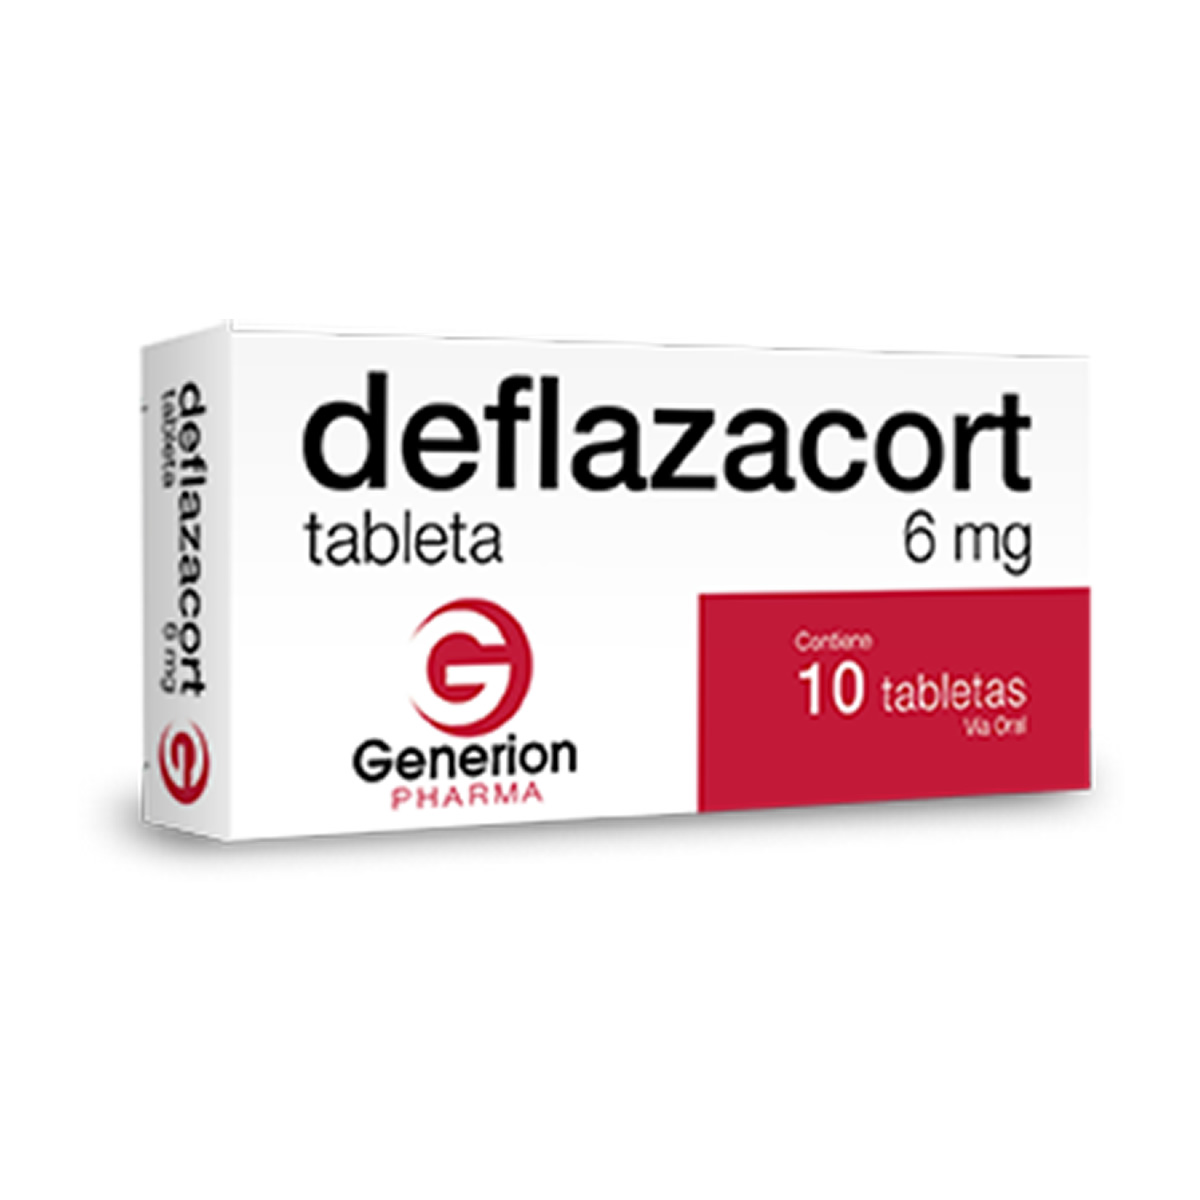 deflazacort
tableta
6 mg
Generion
PHARMA
Contiene
10 tabletas
Vía Oral
deflazacort
tableta
6 mg